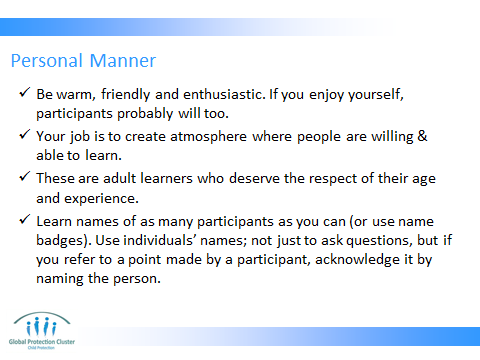 Personal Manner
✓ Be warm, friendly and enthusiastic. If you enjoy yourself,
participants probably will too.
✓ Your job is to create atmosphere where people are willing &
able to learn.
✓ These are adult learners who deserve the respect of their age
and experience.
✓ Learn names of as many participants as you can (or use name
badges). Use individuals’ names; not just to ask questions, but if
you refer to a point made by a participant, acknowledge it by
naming the person.
Global Protection Cluster
Child Protection